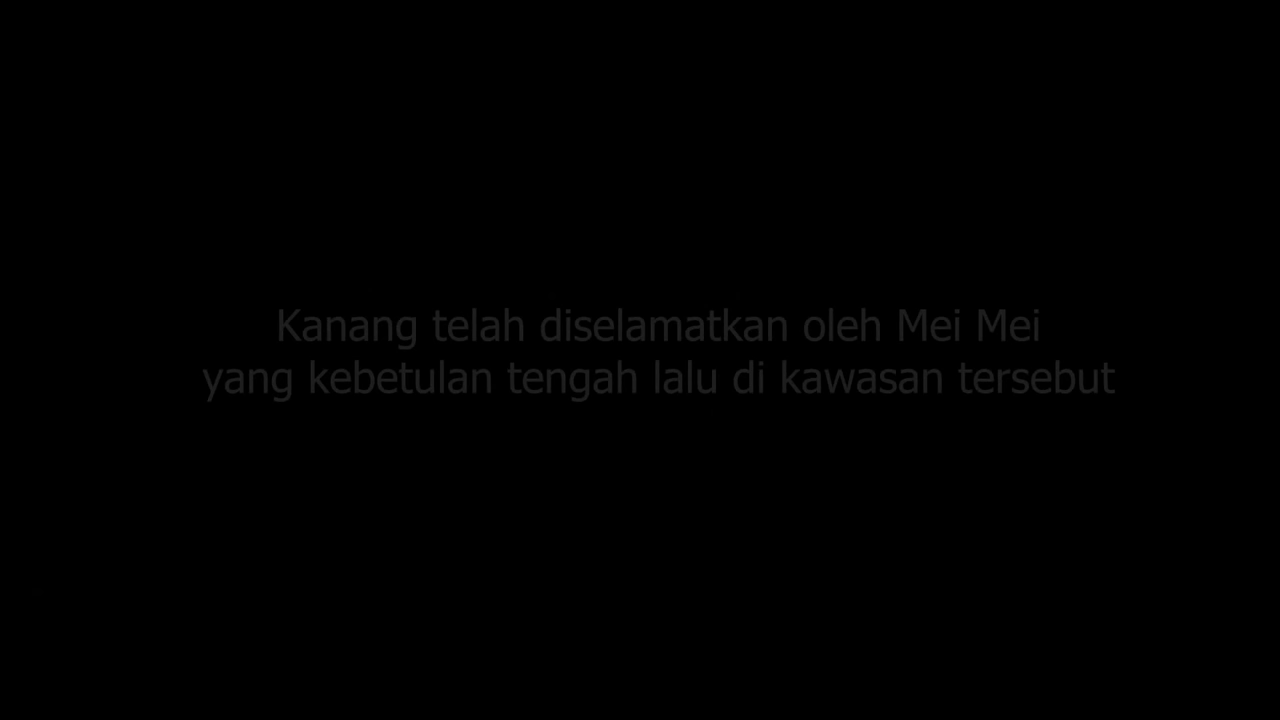 Kanang telah diselamatkan oleh Mei Mei
yang kebetulan tengah lalu di kawasan tersebut